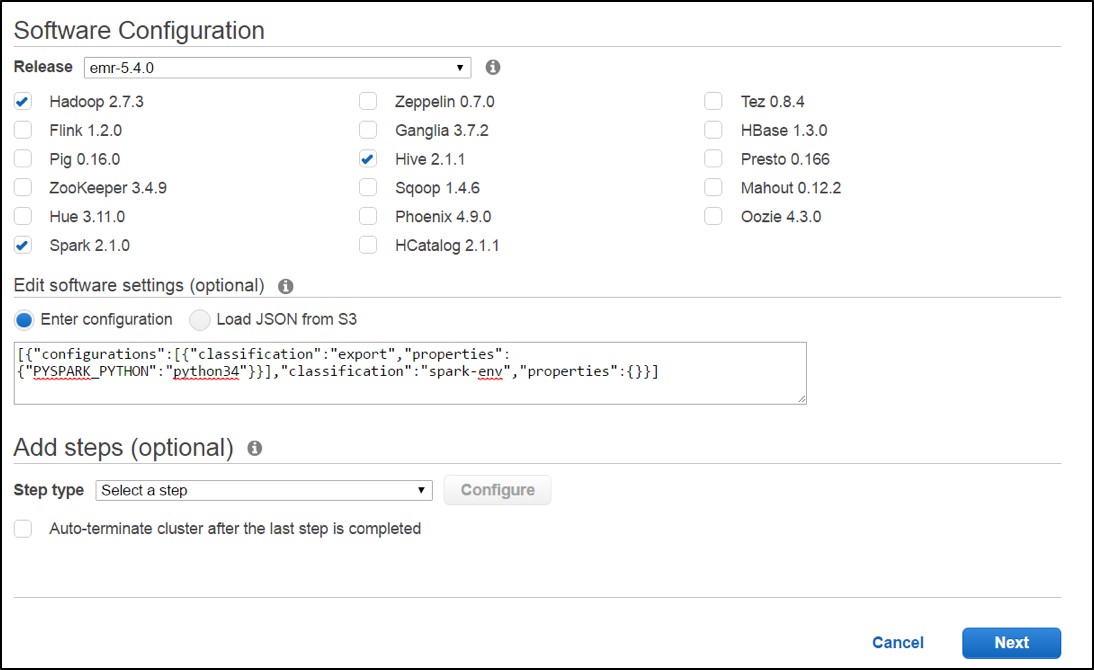 Software Configuration
Release emr-5.4.0
Hadoop 2.7.3 Zeppelin 0.7.0 Tez 0.8.4
Flink 1.2.0 Ganglia 3.7.2 HBase 1.3.0
Pig 0.16.0 Hive 2.1.1 Presto 0.166
ZooKeeper 3.4.9 Sqoop 1.4.6 Mahout 0.12.2
Hue 3.11.0 Phoenix 4.9.0 Oozie 4.3.0
Spark 2.1.0 HCatalog 2.1.1
Edit software settings (optional)
Enter configuration Load JSON from S3
[{"configurations":[{"classification":"export","properties":
{"PYSPARK_PYTHON":"python34"}}],"classification":"spark-env","properties":{}}]
Add steps (optional)
Step type Select a step Configure
Auto-terminate cluster after the last step is completed
Cancel Next